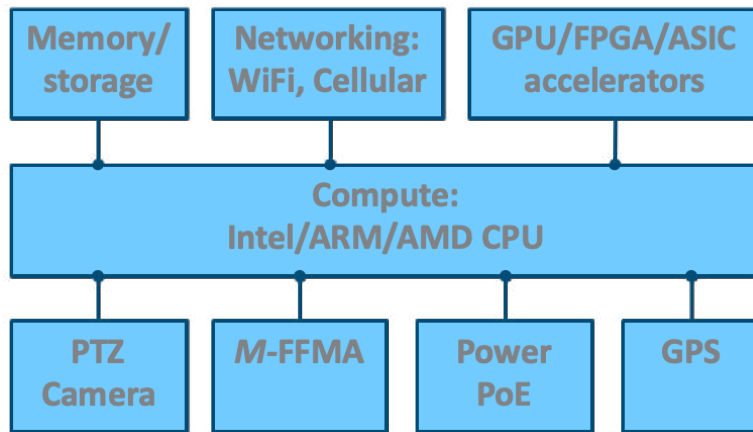 Memory/
storage
Networking:
WiFi, Cellular
GPU/FPGA/ASIC
accelerators
Compute:
Intel/ARM/AMD CPU
PTZ
Camera
M-FFMA
Power
PoE
GPS